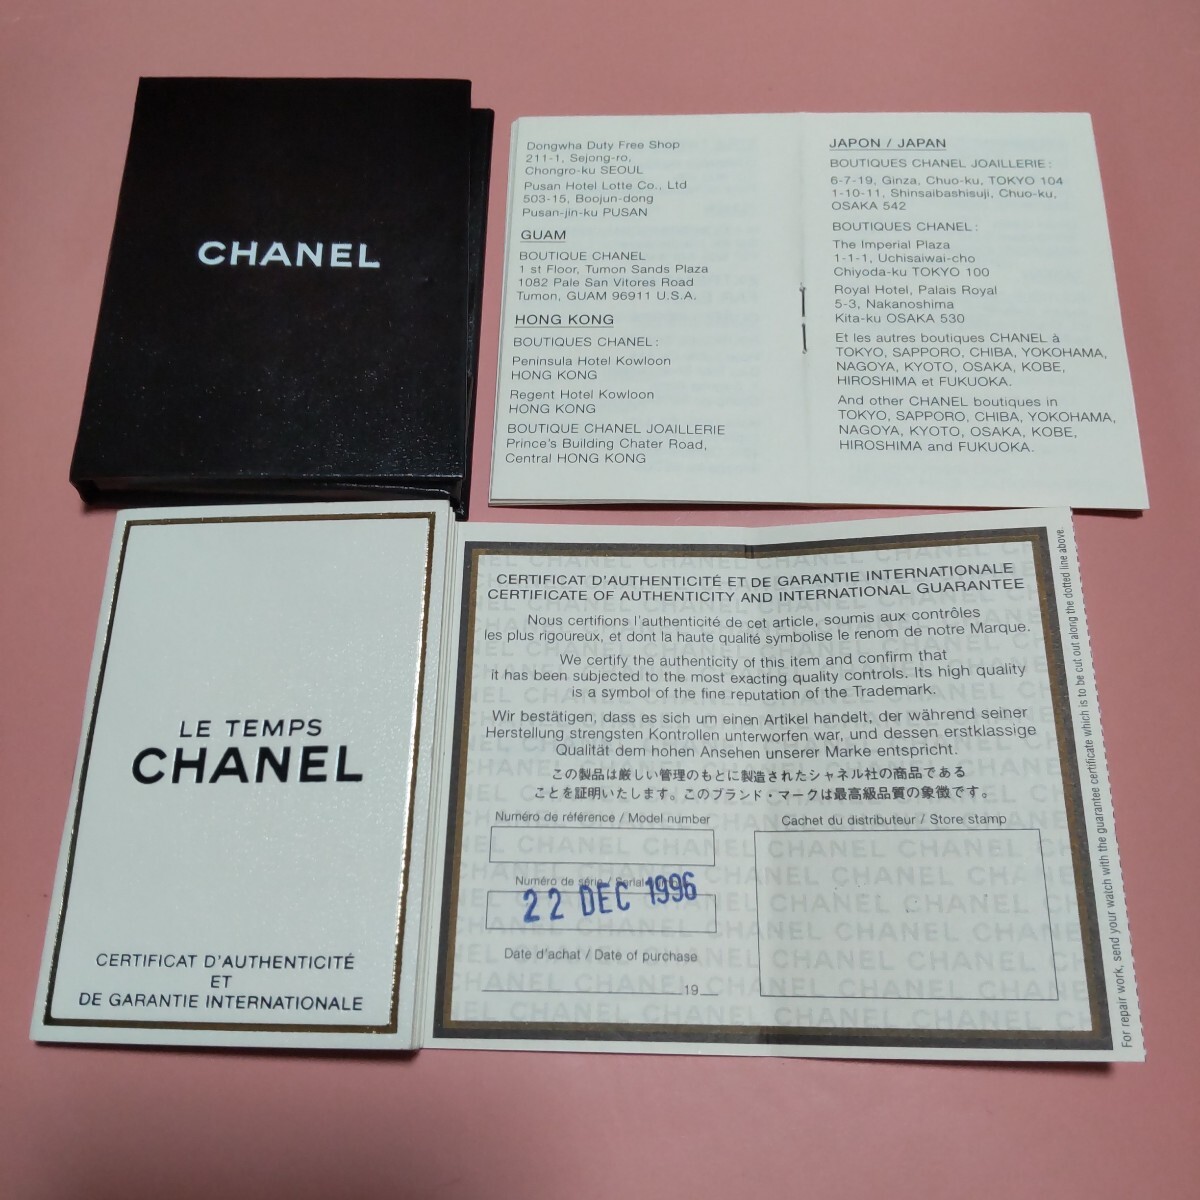 CHANEL
Dongwha Duty Free Shop
211-1, Sejong-ro,
Chongro-ku SEOUL
Pusan Hotel Lotte Co., Ltd
503-15, Boojun-dong
Pusan-jin-ku PUSAN
GUAM
BOUTIQUE CHANEL
1 st Floor, Tumon Sands Plaza
1082 Pale San Vitores Road
Tumon, GUAM 96911 U.S.A.
HONG KONG
BOUTIQUES CHANEL :
Peninsula Hotel Kowloon
HONG KONG
Regent Hotel Kowloon
HONG KONG
BOUTIQUE CHANEL JOAILLERIE
Prince's Building Chater Road,
Central HONG KONG
JAPON / JAPAN
BOUTIQUES CHANEL JOAILLERIE :
6-7-19, Ginza, Chuo-ku, TOKYO 104
1-10-11, Shinsaibashisuji, Chuo-ku,
OSAKA 542
BOUTIQUES CHANEL :
The Imperial Plaza
1-1-1, Uchisaiwai-cho
Chiyoda-ku TOKYO 100
Royal Hotel, Palais Royal
5-3, Nakanoshima
Kita-ku OSAKA 530
Et les autres boutiques CHANEL à
TOKYO, SAPPORO, CHIBA, YOKOHAMA,
NAGOYA, KYOTO, OSAKA, KOBE,
HIROSHIMA et FUKUOKA.
And other CHANEL boutiques in
TOKYO, SAPPORO, CHIBA, YOKOHAMA,
NAGOYA, KYOTO, OSAKA, KOBE,
HIROSHIMA and FUKUOKA.
LE TEMPS
CHANEL
CERTIFICAT D'AUTHENTICITÉ
ET
DE GARANTIE INTERNATIONALE
CERTIFICAT D'AUTHENTICITÉ ET DE GARANTIE INTERNATIONALE
CERTIFICATE OF AUTHENTICITY AND INTERNATIONAL GUARANTEE
Nous certifions l'authenticité de cet article, soumis aux contrôles
les plus rigoureux, et dont la haute qualité symbolise le renom de notre Marque.
We certify the authenticity of this item and confirm that
it has been subjected to the most exacting quality controls. Its high quality
is a symbol of the fine reputation of the Trademark.
Wir bestätigen, dass es sich um einen Artikel handelt, der während seiner
Herstellung strengsten Kontrollen unterworfen war, und dessen erstklassige
Qualität dem hohen Ansehen unserer Marke entspricht.
この製品は厳しい管理のもとに製造されたシャネル社の商品である
ことを証明いたします。このブランド・マークは最高級品質の象徴です。
Numéro de référence / Model number
Numéro de série / Serial number
22 DEC 1996
Date d'achat / Date of purchase
19
Cachet du distributeur / Store stamp
For repair work, send your watch with the guarantee certificate which is to be cut out along the dotted line above.